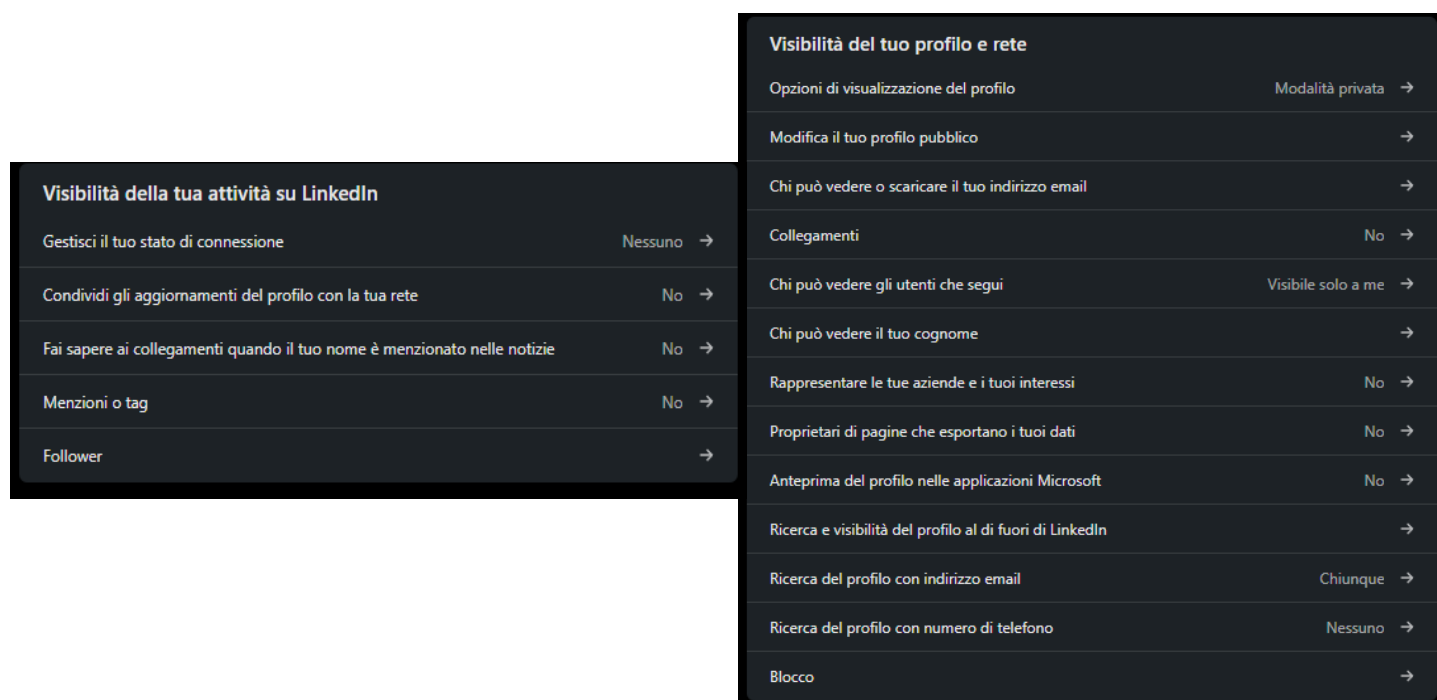 Visibilità della tua attività su LinkedIn
Gestisci il tuo stato di connessione Nessuno →
Condividi gli aggiornamenti del profilo con la tua rete No →
Fai sapere ai collegamenti quando il tuo nome è menzionato nelle notizie No →
Menzioni o tag No →
Follower →
Visibilità del tuo profilo e rete
Opzioni di visualizzazione del profilo Modalità privata →
Modifica il tuo profilo pubblico →
Chi può vedere o scaricare il tuo indirizzo email →
Collegamenti No →
Chi può vedere gli utenti che segui Visibile solo a me →
Chi può vedere il tuo cognome →
Rappresentare le tue aziende e i tuoi interessi No →
Proprietari di pagine che esportano i tuoi dati No →
Anteprima del profilo nelle applicazioni Microsoft No →
Ricerca e visibilità del profilo al di fuori di LinkedIn →
Ricerca del profilo con indirizzo email Chiunque →
Ricerca del profilo con numero di telefono Nessuno →
Blocco →